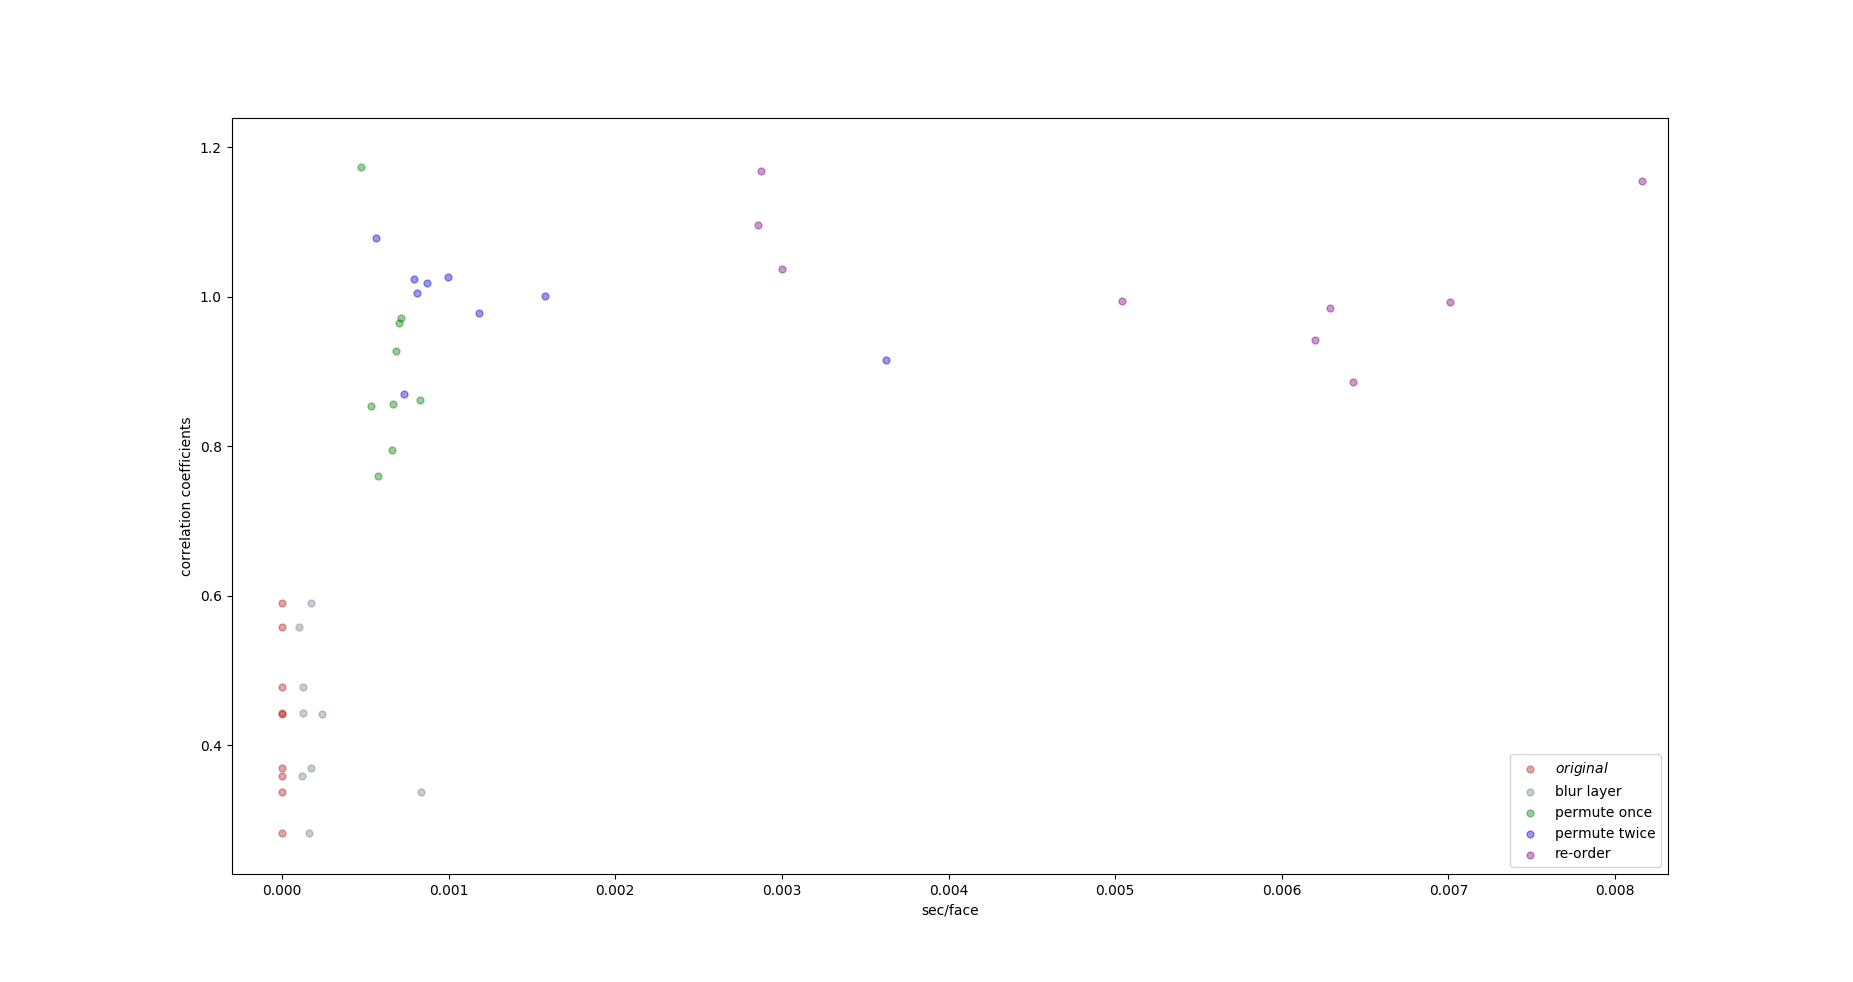 1.2
1.0
0.8
0.6
0.4
correlation coefficients
0.000 0.001 0.002 0.003 0.004 0.005 0.006 0.007 0.008
sec/face
original
blur layer
permute once
permute twice
re-order